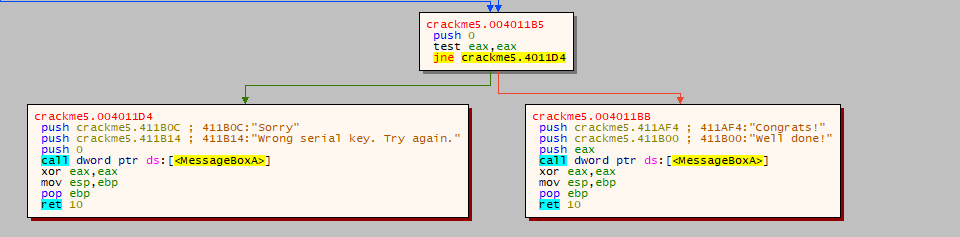 crackme5.004011B5
push 0
test eax,eax
jne crackme5.4011D4
crackme5.004011D4
push crackme5.411B0C ; 411B0C:"Sorry"
push crackme5.411B14 ; 411B14:"Wrong serial key. Try again."
push 0
call dword ptr ds:[<MessageBoxA>]
xor eax,eax
mov esp,ebp
pop ebp
ret 10
crackme5.004011BB
push crackme5.411AF4 ; 411AF4:"Congrats!"
push crackme5.411B00 ; 411B00:"Well done!"
push eax
call dword ptr ds:[<MessageBoxA>]
xor eax,eax
mov esp,ebp
pop ebp
ret 10